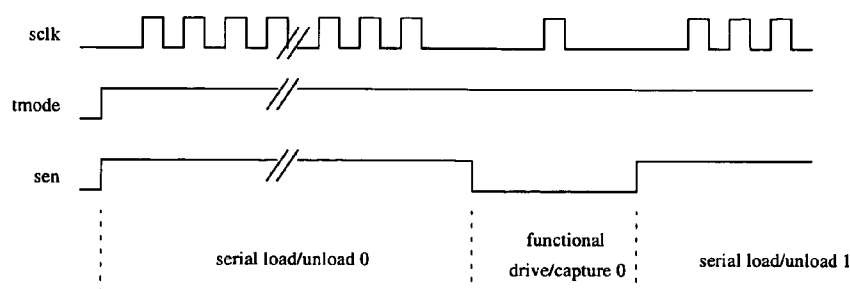 sclk
tmode
sen
serial load/unload 0
functional
drive/capture 0
serial load/unload 1